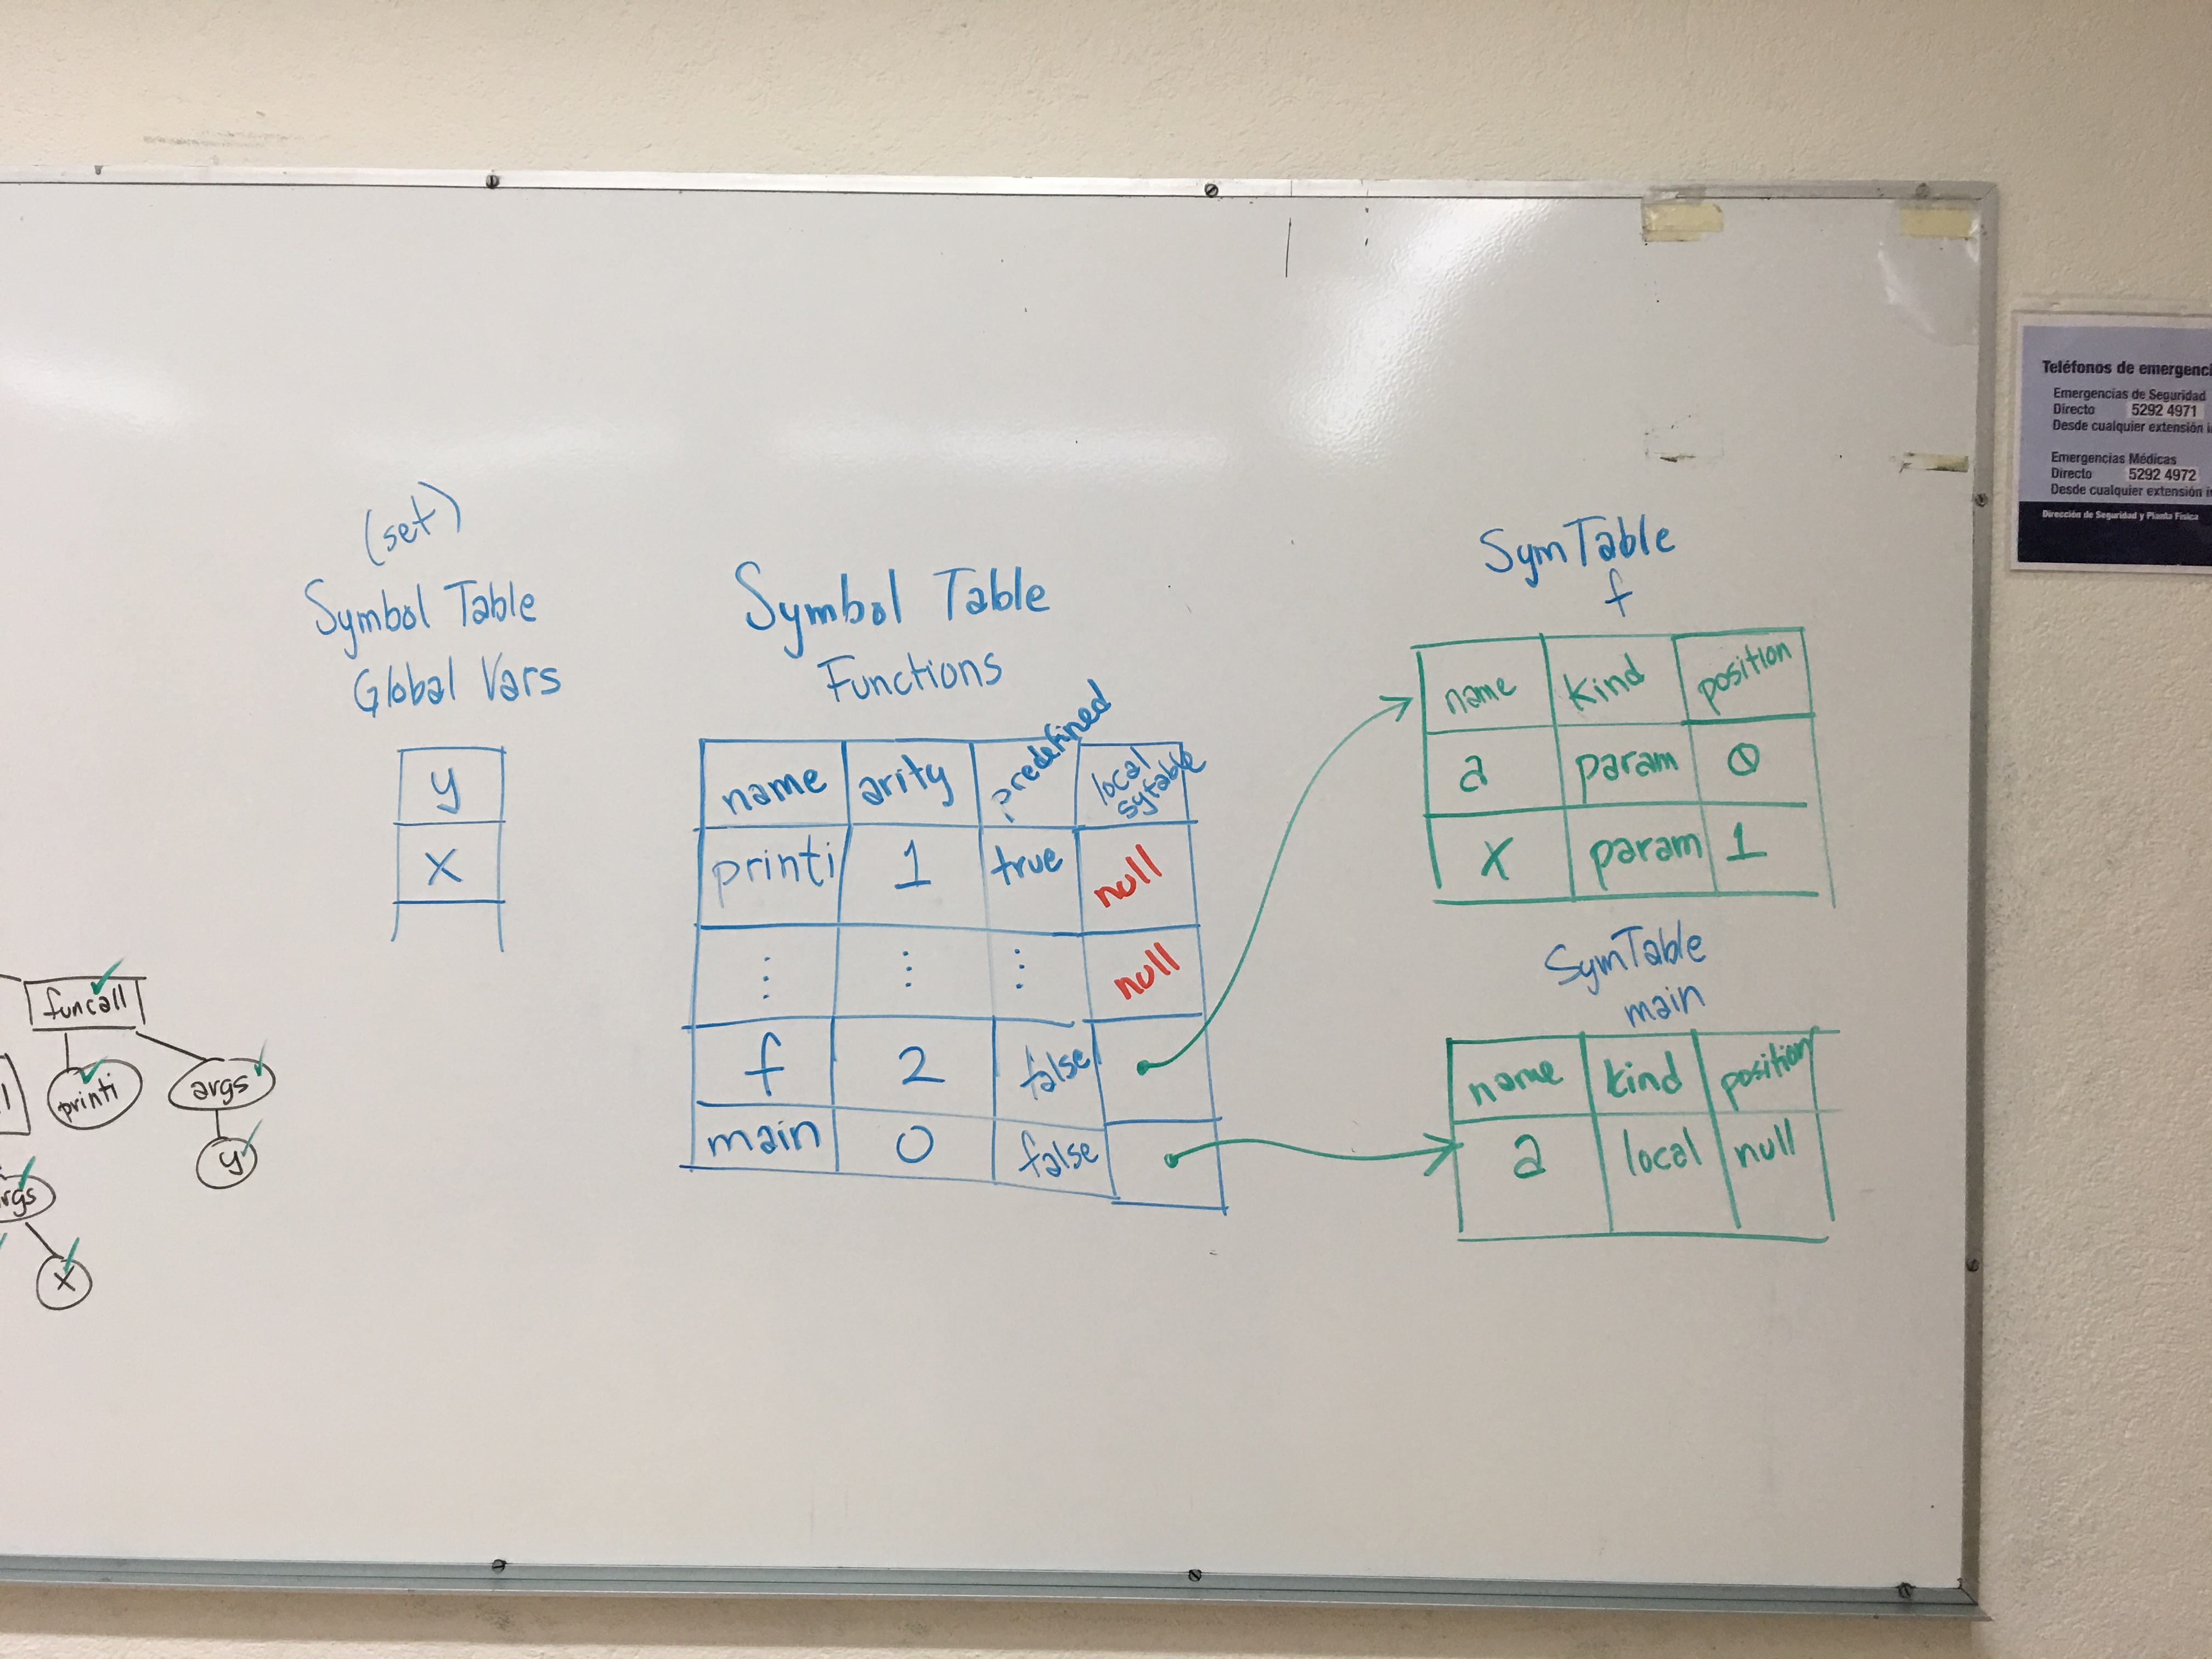 (set)
Symbol Table
Global Vars
y
x
Symbol Table
Functions
name arity predefined? local sytable
printi 1 true null
⋮ ⋮ ⋮ null
f 2 false
main 0 false
SymTable
f
name kind position
a param 0
x param 1
SymTable
main
name kind position
a local null
funcall
printi args
y
x
Teléfonos de
Emergencias de Seguridad
Directo 5292 4971
Desde cualquier extensión
Emergencias Médicas
Directo 5292 4972
Desde cualquier extensión
Dirección de Seguridad y Planta Física